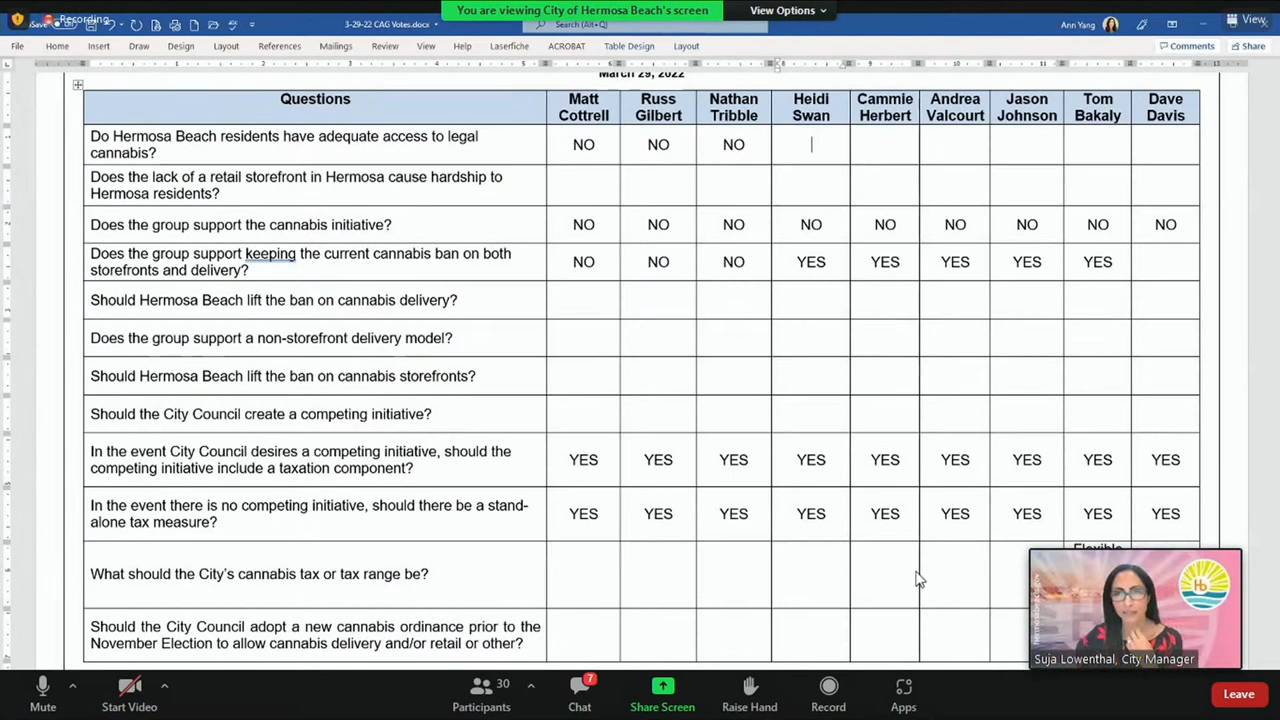 You are viewing City of Hermosa Beach's screen
View Options
Recording
Save
3-29-22 CAG Votes.docx
Search (Alt+Q)
Ann Yang
View
File Home Insert Draw Design Layout References Mailings Review View Help Laserfiche ACROBAT Table Design Layout
Comments Share
March 29, 2022
Questions
Matt Cottrell
Russ Gilbert
Nathan Tribble
Heidi Swan
Cammie Herbert
Andrea Valcourt
Jason Johnson
Tom Bakaly
Dave Davis
Do Hermosa Beach residents have adequate access to legal
cannabis?
NO NO NO
Does the lack of a retail storefront in Hermosa cause hardship to
Hermosa residents?
Does the group support the cannabis initiative?
NO NO NO NO NO NO NO NO NO
Does the group support keeping the current cannabis ban on both
storefronts and delivery?
NO NO NO YES YES YES YES YES
Should Hermosa Beach lift the ban on cannabis delivery?
Does the group support a non-storefront delivery model?
Should Hermosa Beach lift the ban on cannabis storefronts?
Should the City Council create a competing initiative?
In the event City Council desires a competing initiative, should the
competing initiative include a taxation component?
YES YES YES YES YES YES YES YES YES
In the event there is no competing initiative, should there be a stand-
alone tax measure?
YES YES YES YES YES YES YES YES YES
Flexible
What should the City's cannabis tax or tax range be?
Should the City Council adopt a new cannabis ordinance prior to the
November Election to allow cannabis delivery and/or retail or other?
Hb
Suja Lowenthal, City Manager
30
7
Mute Start Video Participants Chat Share Screen Raise Hand Record Apps
Leave